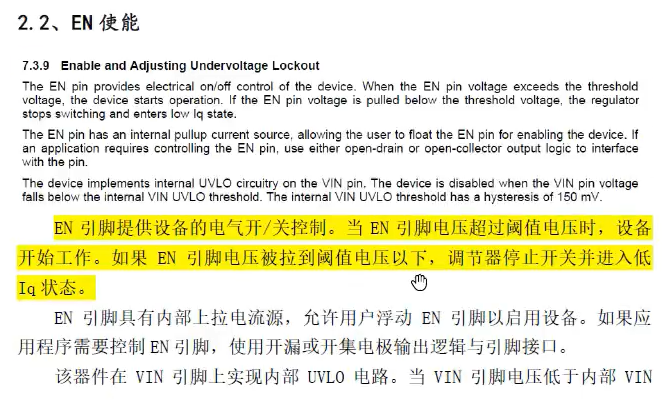 2.2、EN 使能
7.3.9 Enable and Adjusting Undervoltage Lockout
The EN pin provides electrical on/off control of the device. When the EN pin voltage exceeds the threshold
voltage, the device starts operation. If the EN pin voltage is pulled below the threshold voltage, the regulator
stops switching and enters low Iq state.
The EN pin has an internal pullup current source, allowing the user to float the EN pin for enabling the device. If
an application requires controlling the EN pin, use either open-drain or open-collector output logic to interface
with the pin.
The device implements internal UVLO circuitry on the VIN pin. The device is disabled when the VIN pin voltage
falls below the internal VIN UVLO threshold. The internal VIN UVLO threshold has a hysteresis of 150 mV.
EN 引脚提供设备的电气开/关控制。当 EN 引脚电压超过阈值电压时，设备
开始工作。如果 EN 引脚电压被拉到阈值电压以下，调节器停止开关并进入低
Iq 状态。
EN 引脚具有内部上拉电流源，允许用户浮动 EN 引脚以启用设备。如果应
用程序需要控制 EN 引脚，使用开漏或开集电极输出逻辑与引脚接口。
该器件在 VIN 引脚上实现内部 UVLO 电路。当 VIN 引脚电压低于内部 VIN